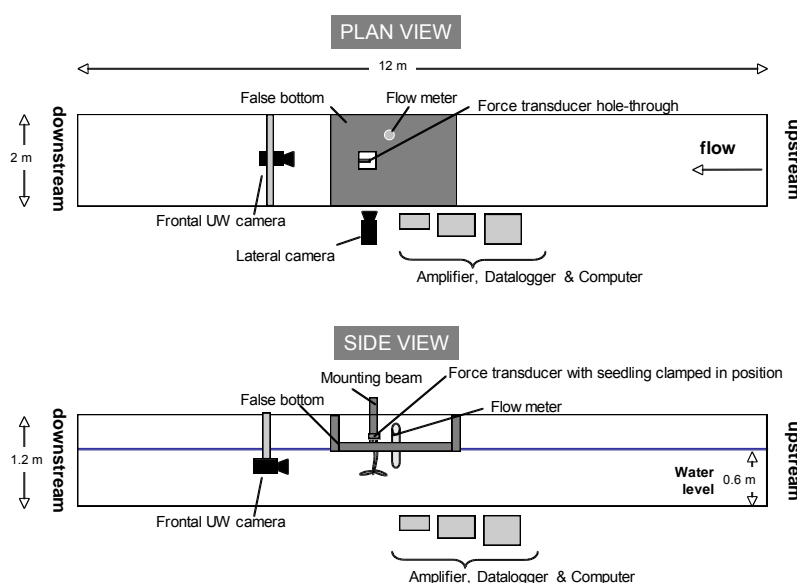 PLAN VIEW
12 m
False bottom
Flow meter
Force transducer hole-through
downstream
upstream
2 m
flow
Frontal UW camera
Lateral camera
Amplifier, Datalogger & Computer
SIDE VIEW
Force transducer with seedling clamped in position
Mounting beam
False bottom
Flow meter
downstream
upstream
1.2 m
Water
level
0.6 m
Frontal UW camera
Amplifier, Datalogger & Computer